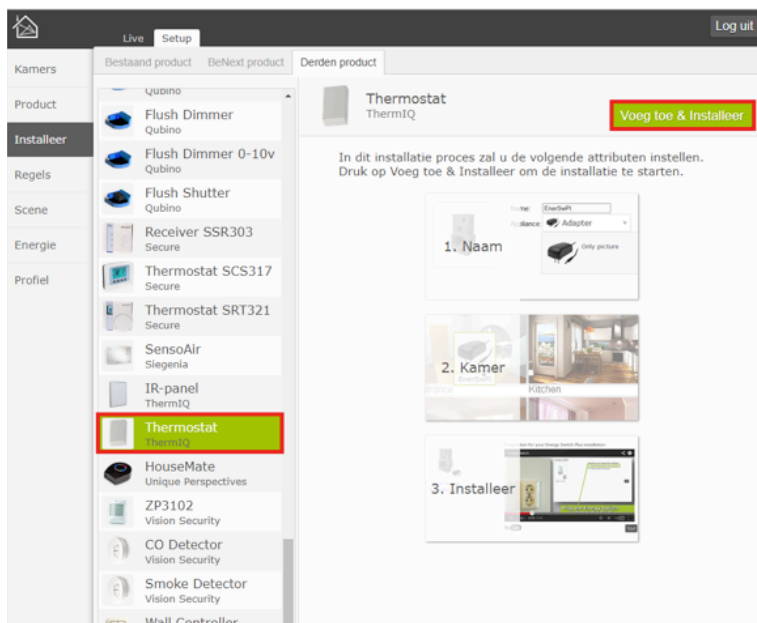 Log uit
Live
Setup
Kamers
Product
Installeer
Regels
Scene
Energie
Profiel
Bestaand product
BeNext product
Derden product
Qubino
Flush Dimmer
Qubino
Flush Dimmer 0-10v
Qubino
Flush Shutter
Qubino
Receiver SSR303
Secure
Thermostat SCS317
Secure
Thermostat SRT321
Secure
SensoAir
Siegenia
IR-panel
ThermIQ
Thermostat
ThermIQ
HouseMate
Unique Perspectives
ZP3102
Vision Security
CO Detector
Vision Security
Smoke Detector
Vision Security
Wall Controller
Thermostat
ThermIQ
Voeg toe & Installeer
In dit installatie proces zal u de volgende attributen instellen.
Druk op Voeg toe & Installeer om de installatie te starten.
Name: EnerSwPl
Adapter
Only picture
1. Naam
2. Kamer
EnerSwPl
Kitchen
3. Installeer